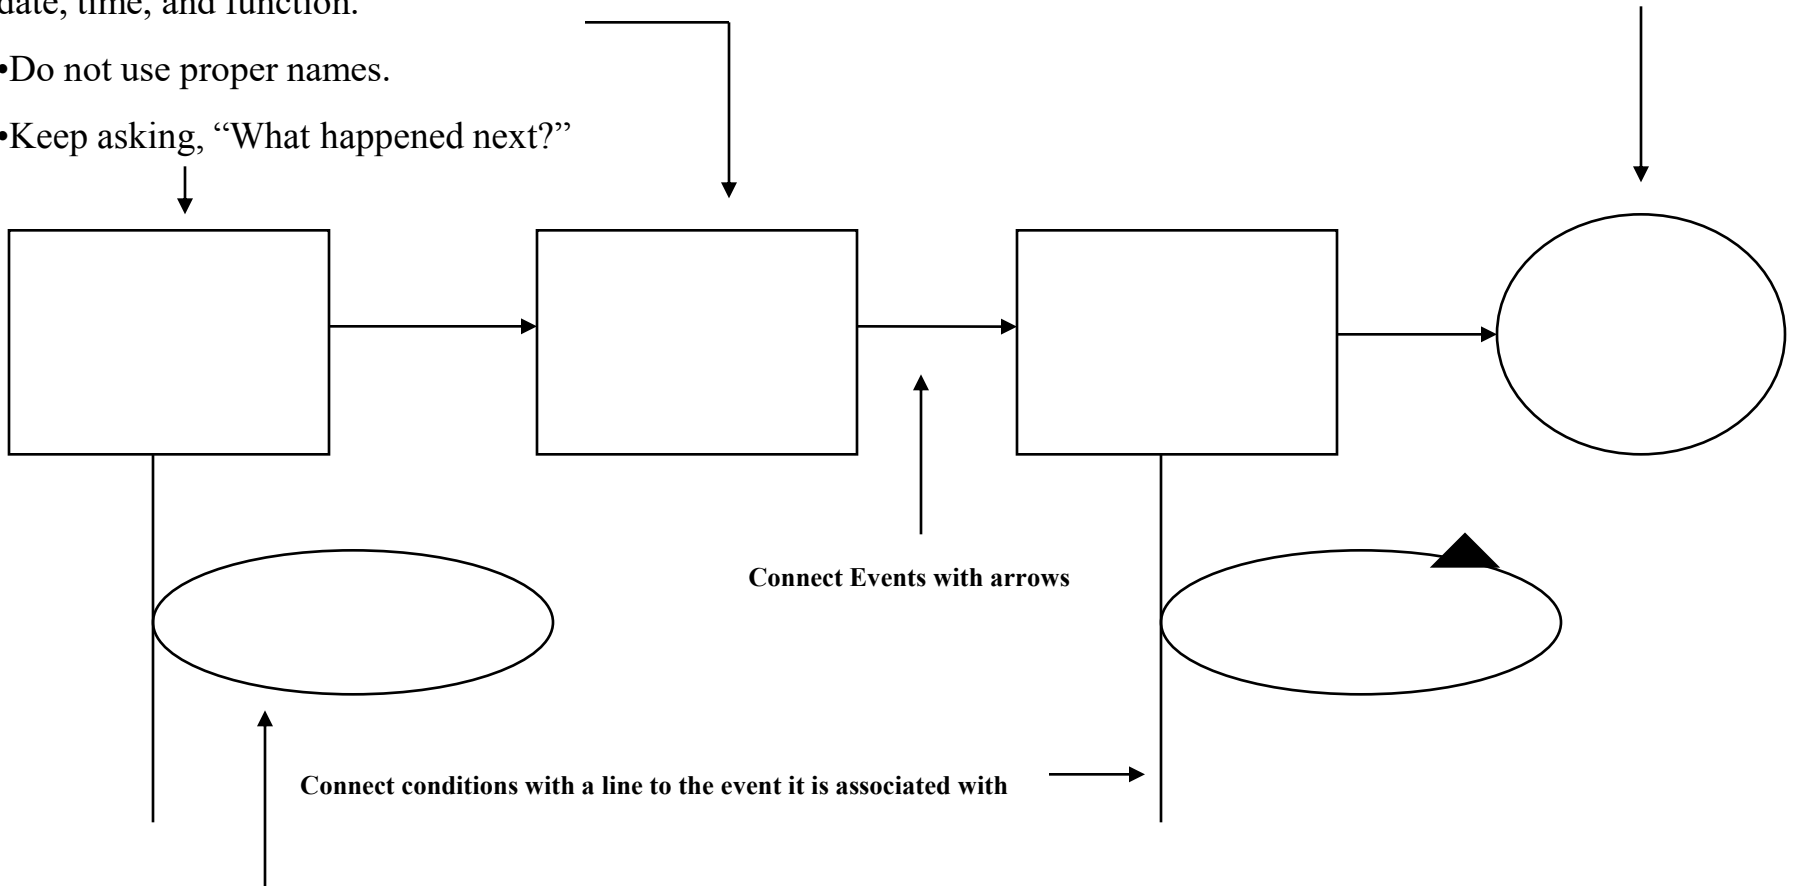 date, time, and function.
•Do not use proper names.
•Keep asking, “What happened next?”
Connect Events with arrows
Connect conditions with a line to the event it is associated with